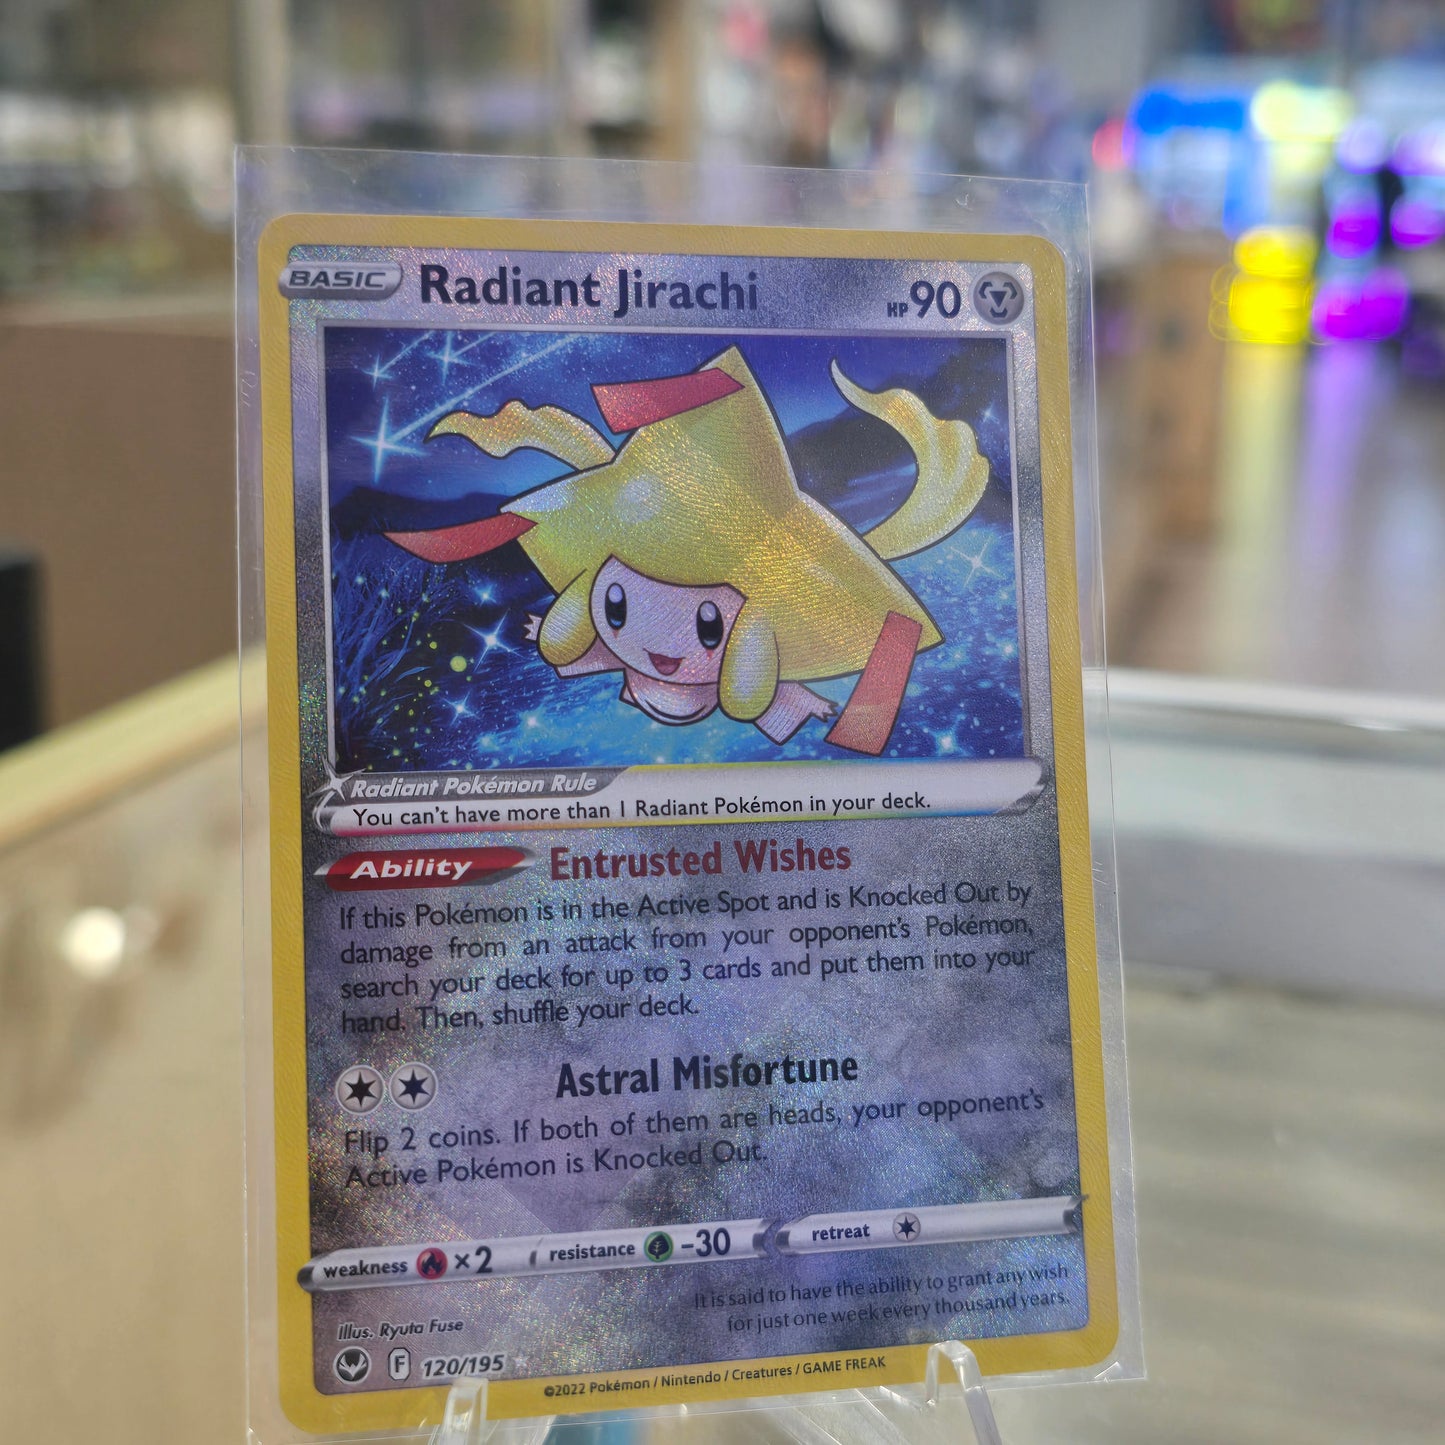 BASIC Radiant Jirachi HP 90
Radiant Pokémon Rule
You can't have more than 1 Radiant Pokémon in your deck.
Ability Entrusted Wishes
If this Pokémon is in the Active Spot and is Knocked Out by
damage from an attack from your opponent's Pokémon,
search your deck for up to 3 cards and put them into your
hand. Then, shuffle your deck.
Astral Misfortune
Flip 2 coins. If both of them are heads, your opponent's
Active Pokémon is Knocked Out.
weakness ×2 resistance -30 retreat
It is said to have the ability to grant any wish
for just one week every thousand years.
Illus. Ryuta Fuse
F 120/195
©2022 Pokémon / Nintendo / Creatures / GAME FREAK